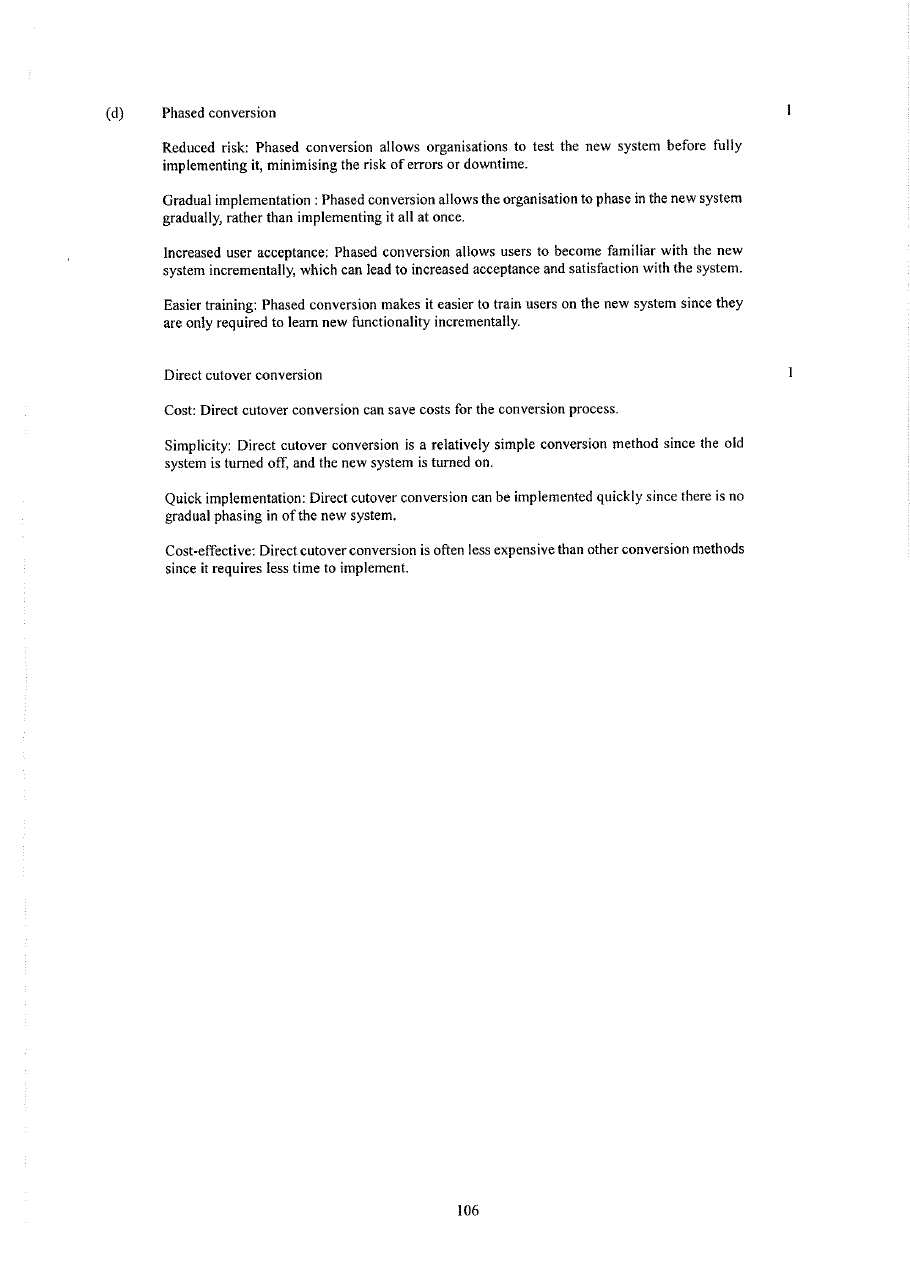 (d) Phased conversion 1
Reduced risk: Phased conversion allows organisations to test the new system before fully
implementing it, minimising the risk of errors or downtime.
Gradual implementation : Phased conversion allows the organisation to phase in the new system
gradually, rather than implementing it all at once.
Increased user acceptance: Phased conversion allows users to become familiar with the new
system incrementally, which can lead to increased acceptance and satisfaction with the system.
Easier training: Phased conversion makes it easier to train users on the new system since they
are only required to learn new functionality incrementally.
Direct cutover conversion 1
Cost: Direct cutover conversion can save costs for the conversion process.
Simplicity: Direct cutover conversion is a relatively simple conversion method since the old
system is turned off, and the new system is turned on.
Quick implementation: Direct cutover conversion can be implemented quickly since there is no
gradual phasing in of the new system.
Cost-effective: Direct cutover conversion is often less expensive than other conversion methods
since it requires less time to implement.
106